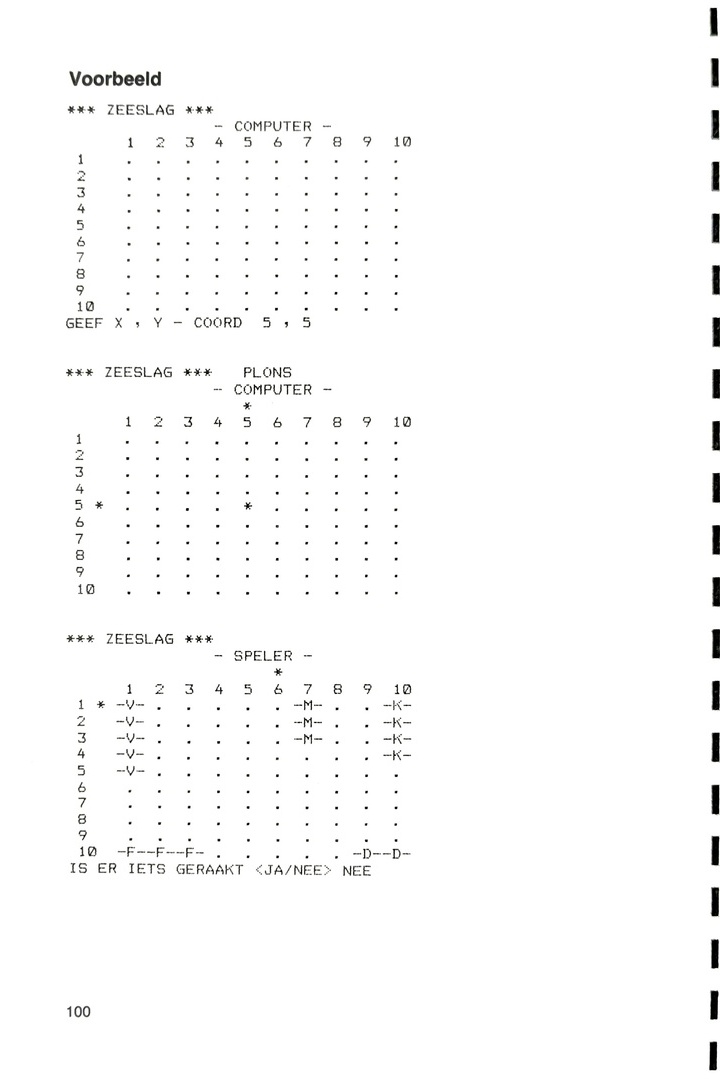 Voorbeeld
*** ZEESLAG ***
- COMPUTER -
1 2 3 4 5 6 7 8 9 10
1 . . . . . . . . . .
2 . . . . . . . . . .
3 . . . . . . . . . .
4 . . . . . . . . . .
5 . . . . . . . . . .
6 . . . . . . . . . .
7 . . . . . . . . . .
8 . . . . . . . . . .
9 . . . . . . . . . .
10 . . . . . . . . . .
GEEF X , Y - COORD 5 , 5
*** ZEESLAG *** PLONS
- COMPUTER -
*
1 2 3 4 5 6 7 8 9 10
1 . . . . . . . . . .
2 . . . . . . . . . .
3 . . . . . . . . . .
4 . . . . . . . . . .
5 * . . . . * . . . . .
6 . . . . . . . . . .
7 . . . . . . . . . .
8 . . . . . . . . . .
9 . . . . . . . . . .
10 . . . . . . . . . .
*** ZEESLAG ***
- SPELER -
*
1 2 3 4 5 6 7 8 9 10
1 * -V- . . . . . -M- . . -K-
2 -V- . . . . . -M- . . -K-
3 -V- . . . . . -M- . . -K-
4 -V- . . . . . . . . -K-
5 -V- . . . . . . . . .
6 . . . . . . . . . .
7 . . . . . . . . . .
8 . . . . . . . . . .
9 . . . . . . . . . .
10 -F--F--F- . . . . . -D--D-
IS ER IETS GERAAKT <JA/NEE> NEE
100